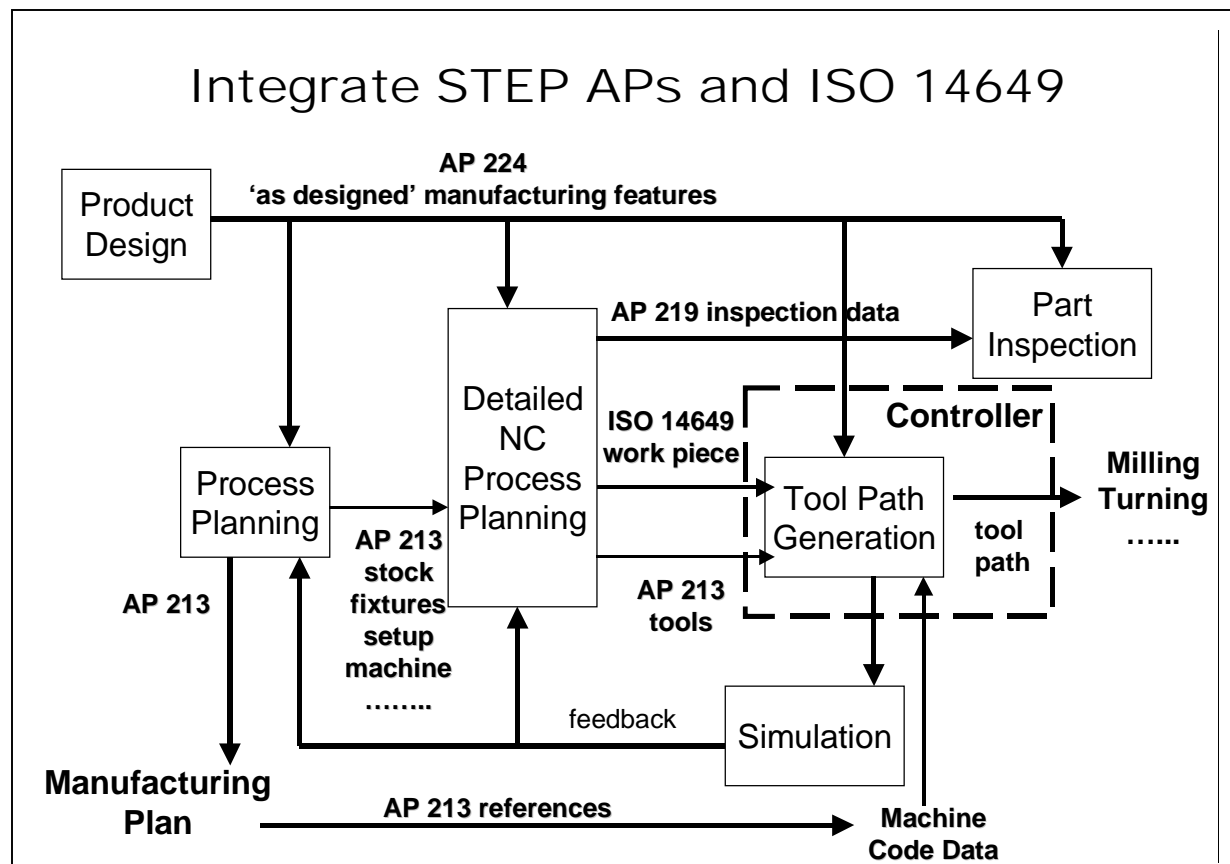 Integrate STEP APs and ISO 14649
AP 224
‘as designed’ manufacturing features
Product
Design
Part
Inspection
AP 219 inspection data
Detailed
NC
Process
Planning
Controller
ISO 14649
work piece
Process
Planning
Tool Path
Generation
Milling
Turning
…...
tool
path
AP 213
stock
fixtures
setup
machine
……..
AP 213
AP 213
tools
feedback
Simulation
Manufacturing
Plan
AP 213 references
Machine
Code Data